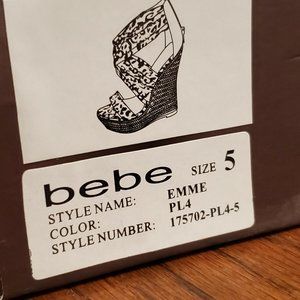 bebe SIZE 5
STYLE NAME: EMME
COLOR: PL4
STYLE NUMBER: 175702-PL4-5